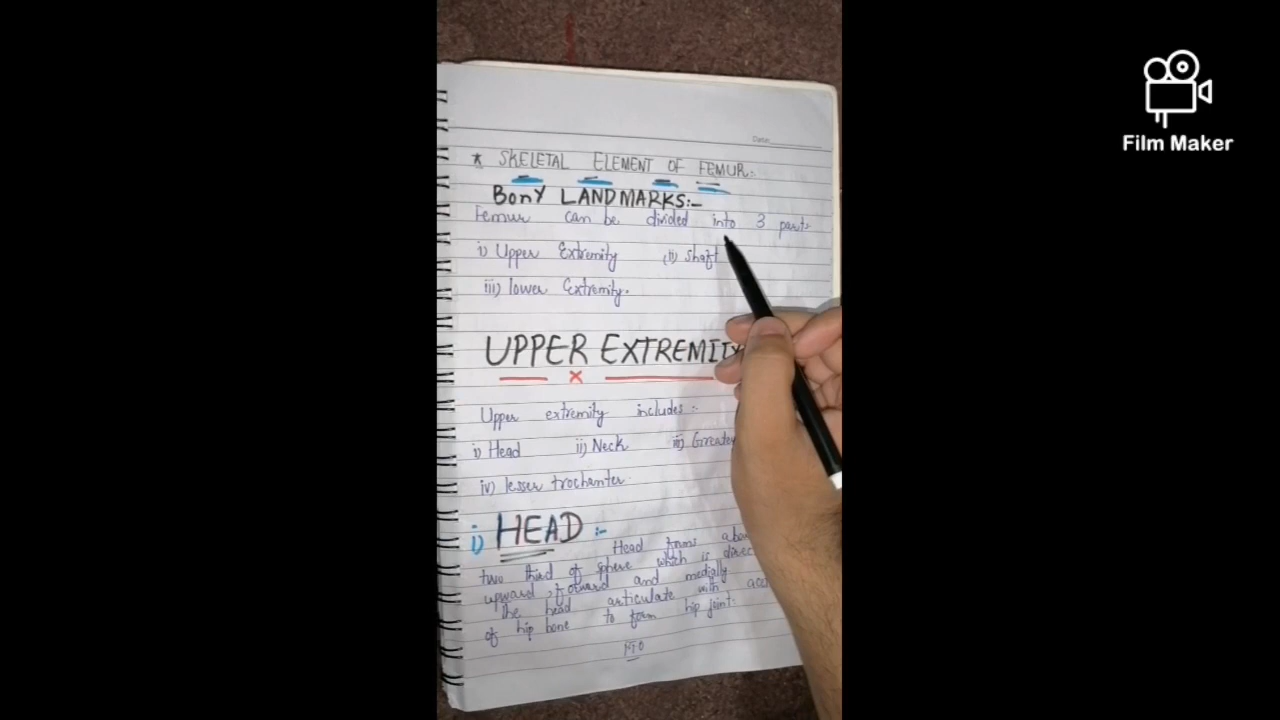 Date:
* SKELETAL ELEMENT OF FEMUR:-
BonY LANDMARKS:-
Femur can be divided into 3 parts
i) Upper Extremity (ii) Shaft
iii) lower Extremity.
UPPER EXTREMITY
Upper extremity includes :-
i) Head ii) Neck iii) Greater
iv) lesser trochanter.
i) HEAD :-
Head forms
two third of sphere which is
upward, forward and medially
The head articulate with
of hip bone to form hip joint.
PTO
Film Maker